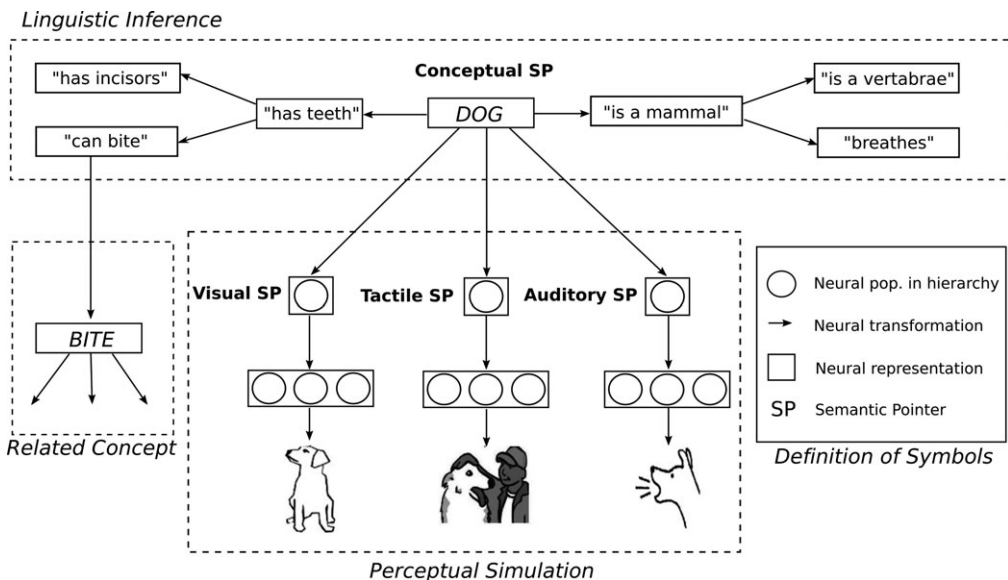 Linguistic Inference
Conceptual SP
"has incisors"
"is a vertabrae"
"has teeth"
DOG
"is a mammal"
"can bite"
"breathes"
Visual SP
Tactile SP
Auditory SP
BITE
Related Concept
Perceptual Simulation
Neural pop. in hierarchy
Neural transformation
Neural representation
SP Semantic Pointer
Definition of Symbols